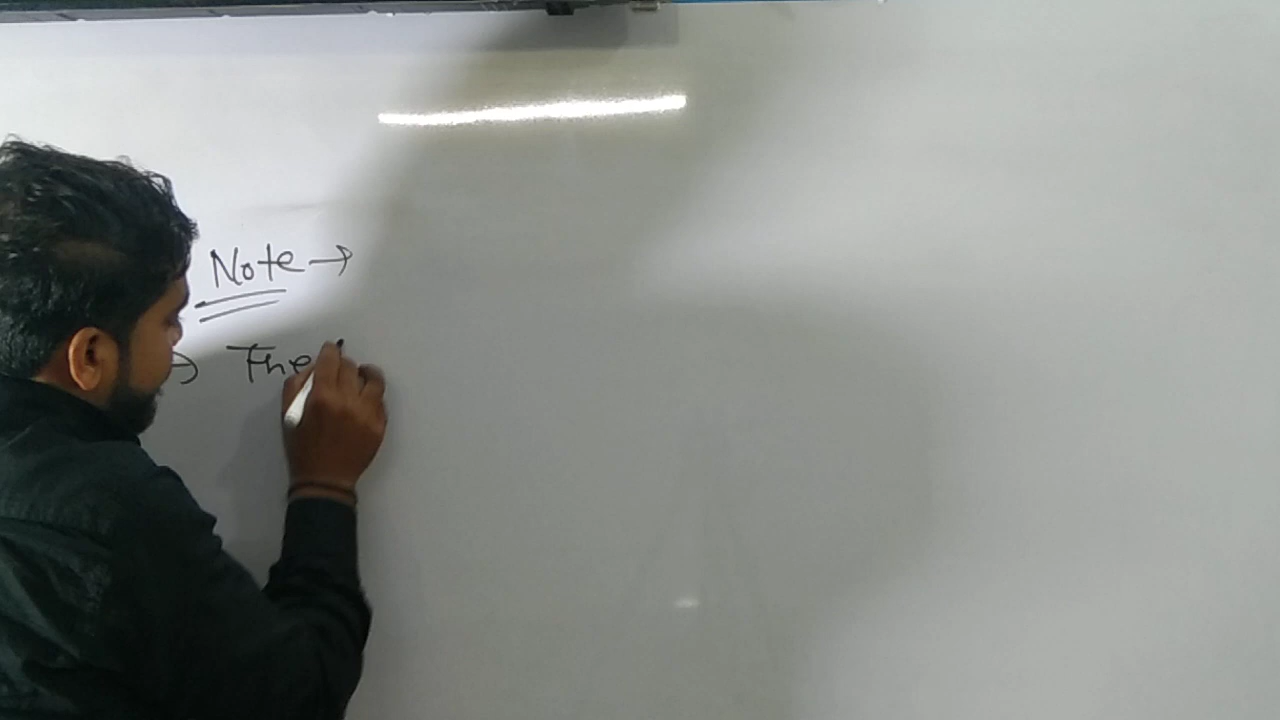 Note →
→ The